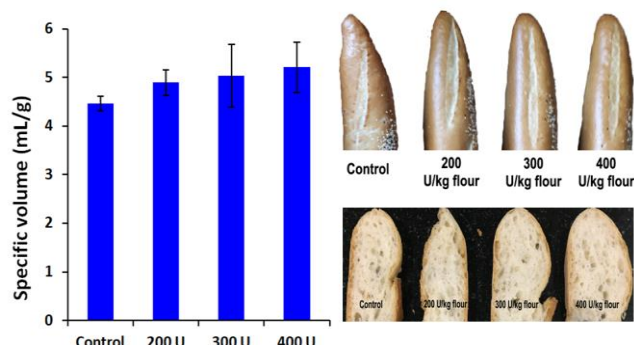 Specific volume (mL/g)
6
5
4
3
2
1
0
Control 200 U 300 U 400 U
Control
200
U/kg flour
300
U/kg flour
400
U/kg flour
Control
200 U/kg flour
300 U/kg flour
400 U/kg flour